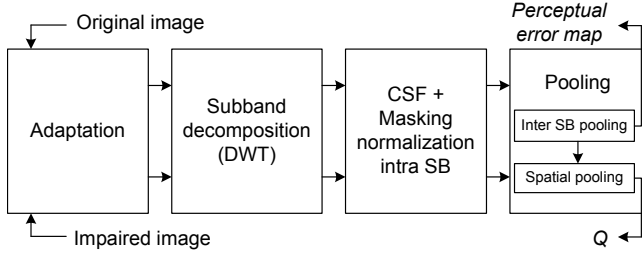 Original image
Perceptual
error map
Adaptation
Subband
decomposition
(DWT)
CSF +
Masking
normalization
intra SB
Pooling
Inter SB pooling
Spatial pooling
Impaired image
Q